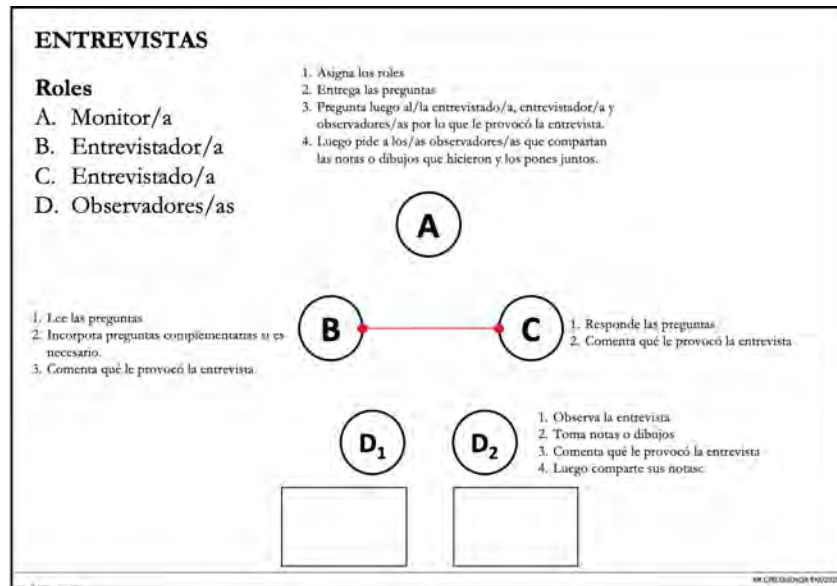 ENTREVISTAS
Roles
A. Monitor/a
B. Entrevistador/a
C. Entrevistado/a
D. Observadores/as
1. Asigna los roles
2. Entrega las preguntas
3. Pregunta luego al/la entrevistado/a, entrevistador/a y
observadores/as por lo que le provocó la entrevista.
4. Luego pide a los/as observadores/as que compartan
las notas o dibujos que hicieron y los pones juntos.
A
1. Lee las preguntas
2. Incorpora preguntas complementarias si es
necesario.
3. Comenta qué le provocó la entrevista
B
C
1. Responde las preguntas
2. Comenta qué le provocó la entrevista
D1
D2
1. Observa la entrevista
2. Toma notas o dibujos
3. Comenta qué le provocó la entrevista
4. Luego comparte sus notasc